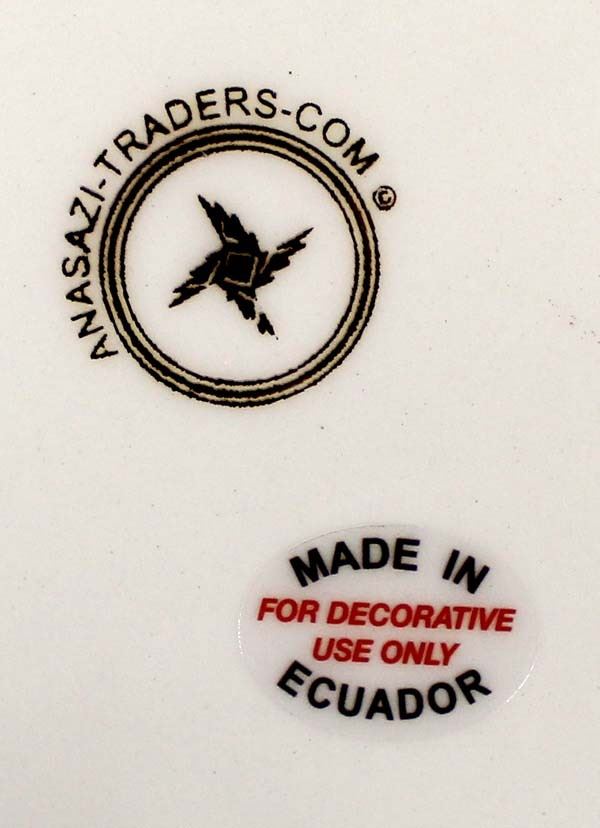 ANASAZI-TRADERS-COM ©
MADE IN
FOR DECORATIVE
USE ONLY
ECUADOR